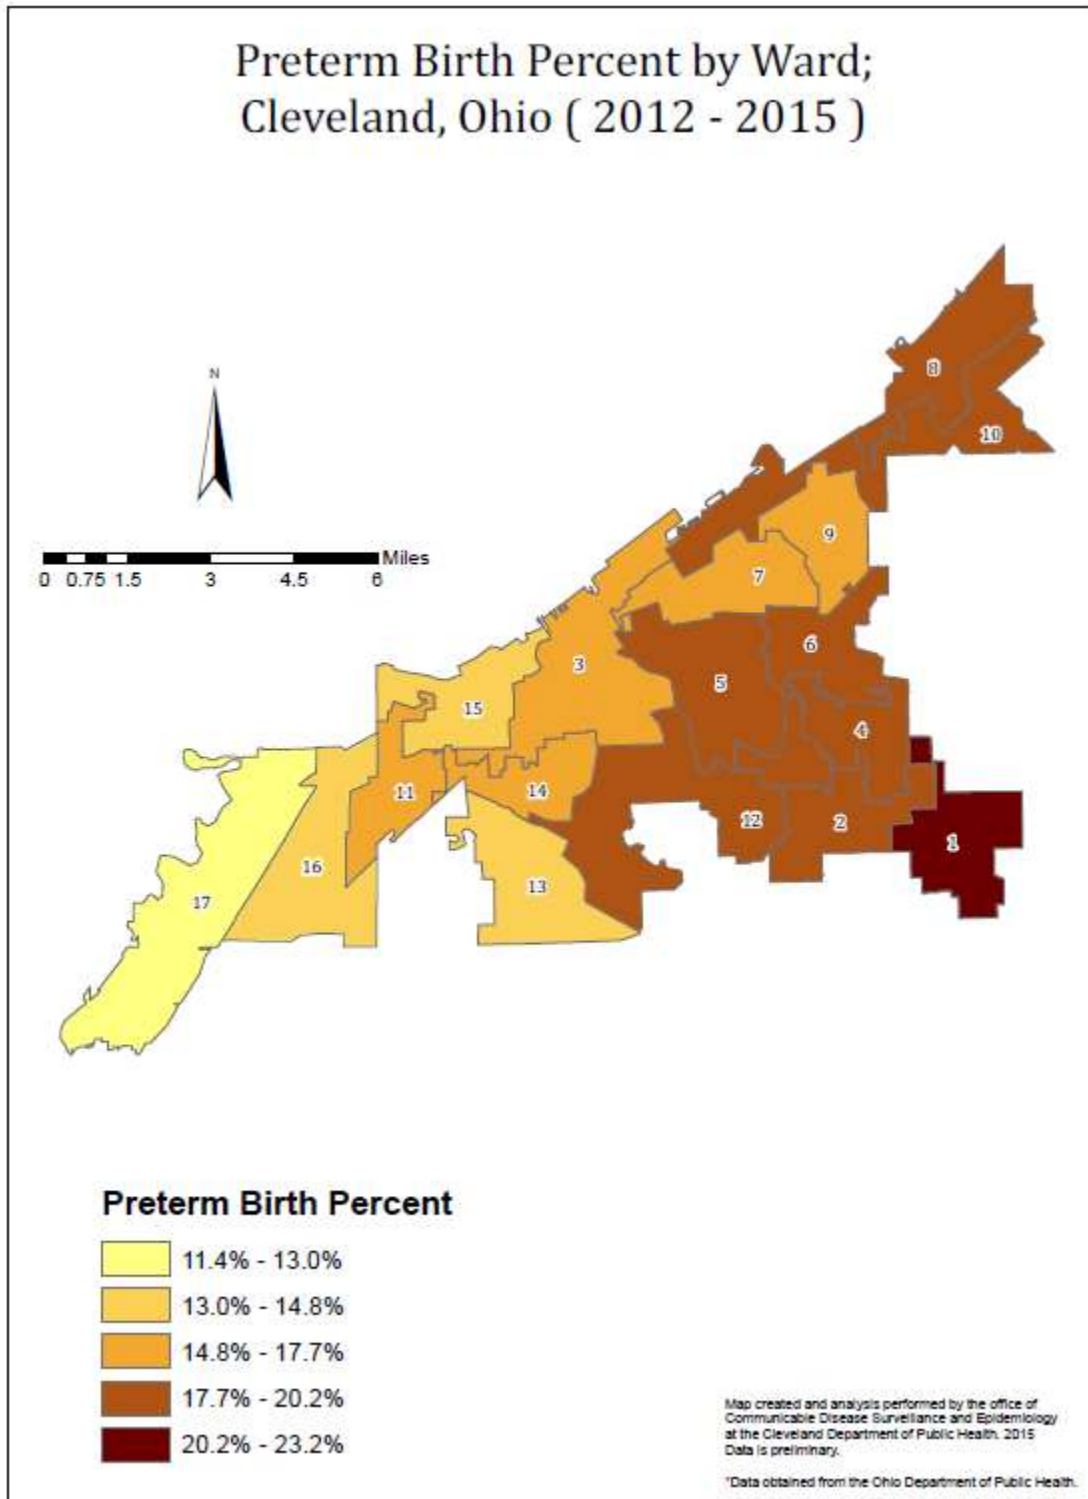 Preterm Birth Percent by Ward;
Cleveland, Ohio ( 2012 - 2015 )
N
Miles
0 0.75 1.5 3 4.5 6
8
10
9
7
6
3
5
15
4
11
14
12
2
1
16
13
17
Preterm Birth Percent
11.4% - 13.0%
13.0% - 14.8%
14.8% - 17.7%
17.7% - 20.2%
20.2% - 23.2%
Map created and analysis performed by the office of
Communicable Disease Surveillance and Epidemiology
at the Cleveland Department of Public Health. 2015
Data is preliminary.
*Data obtained from the Ohio Department of Public Health.